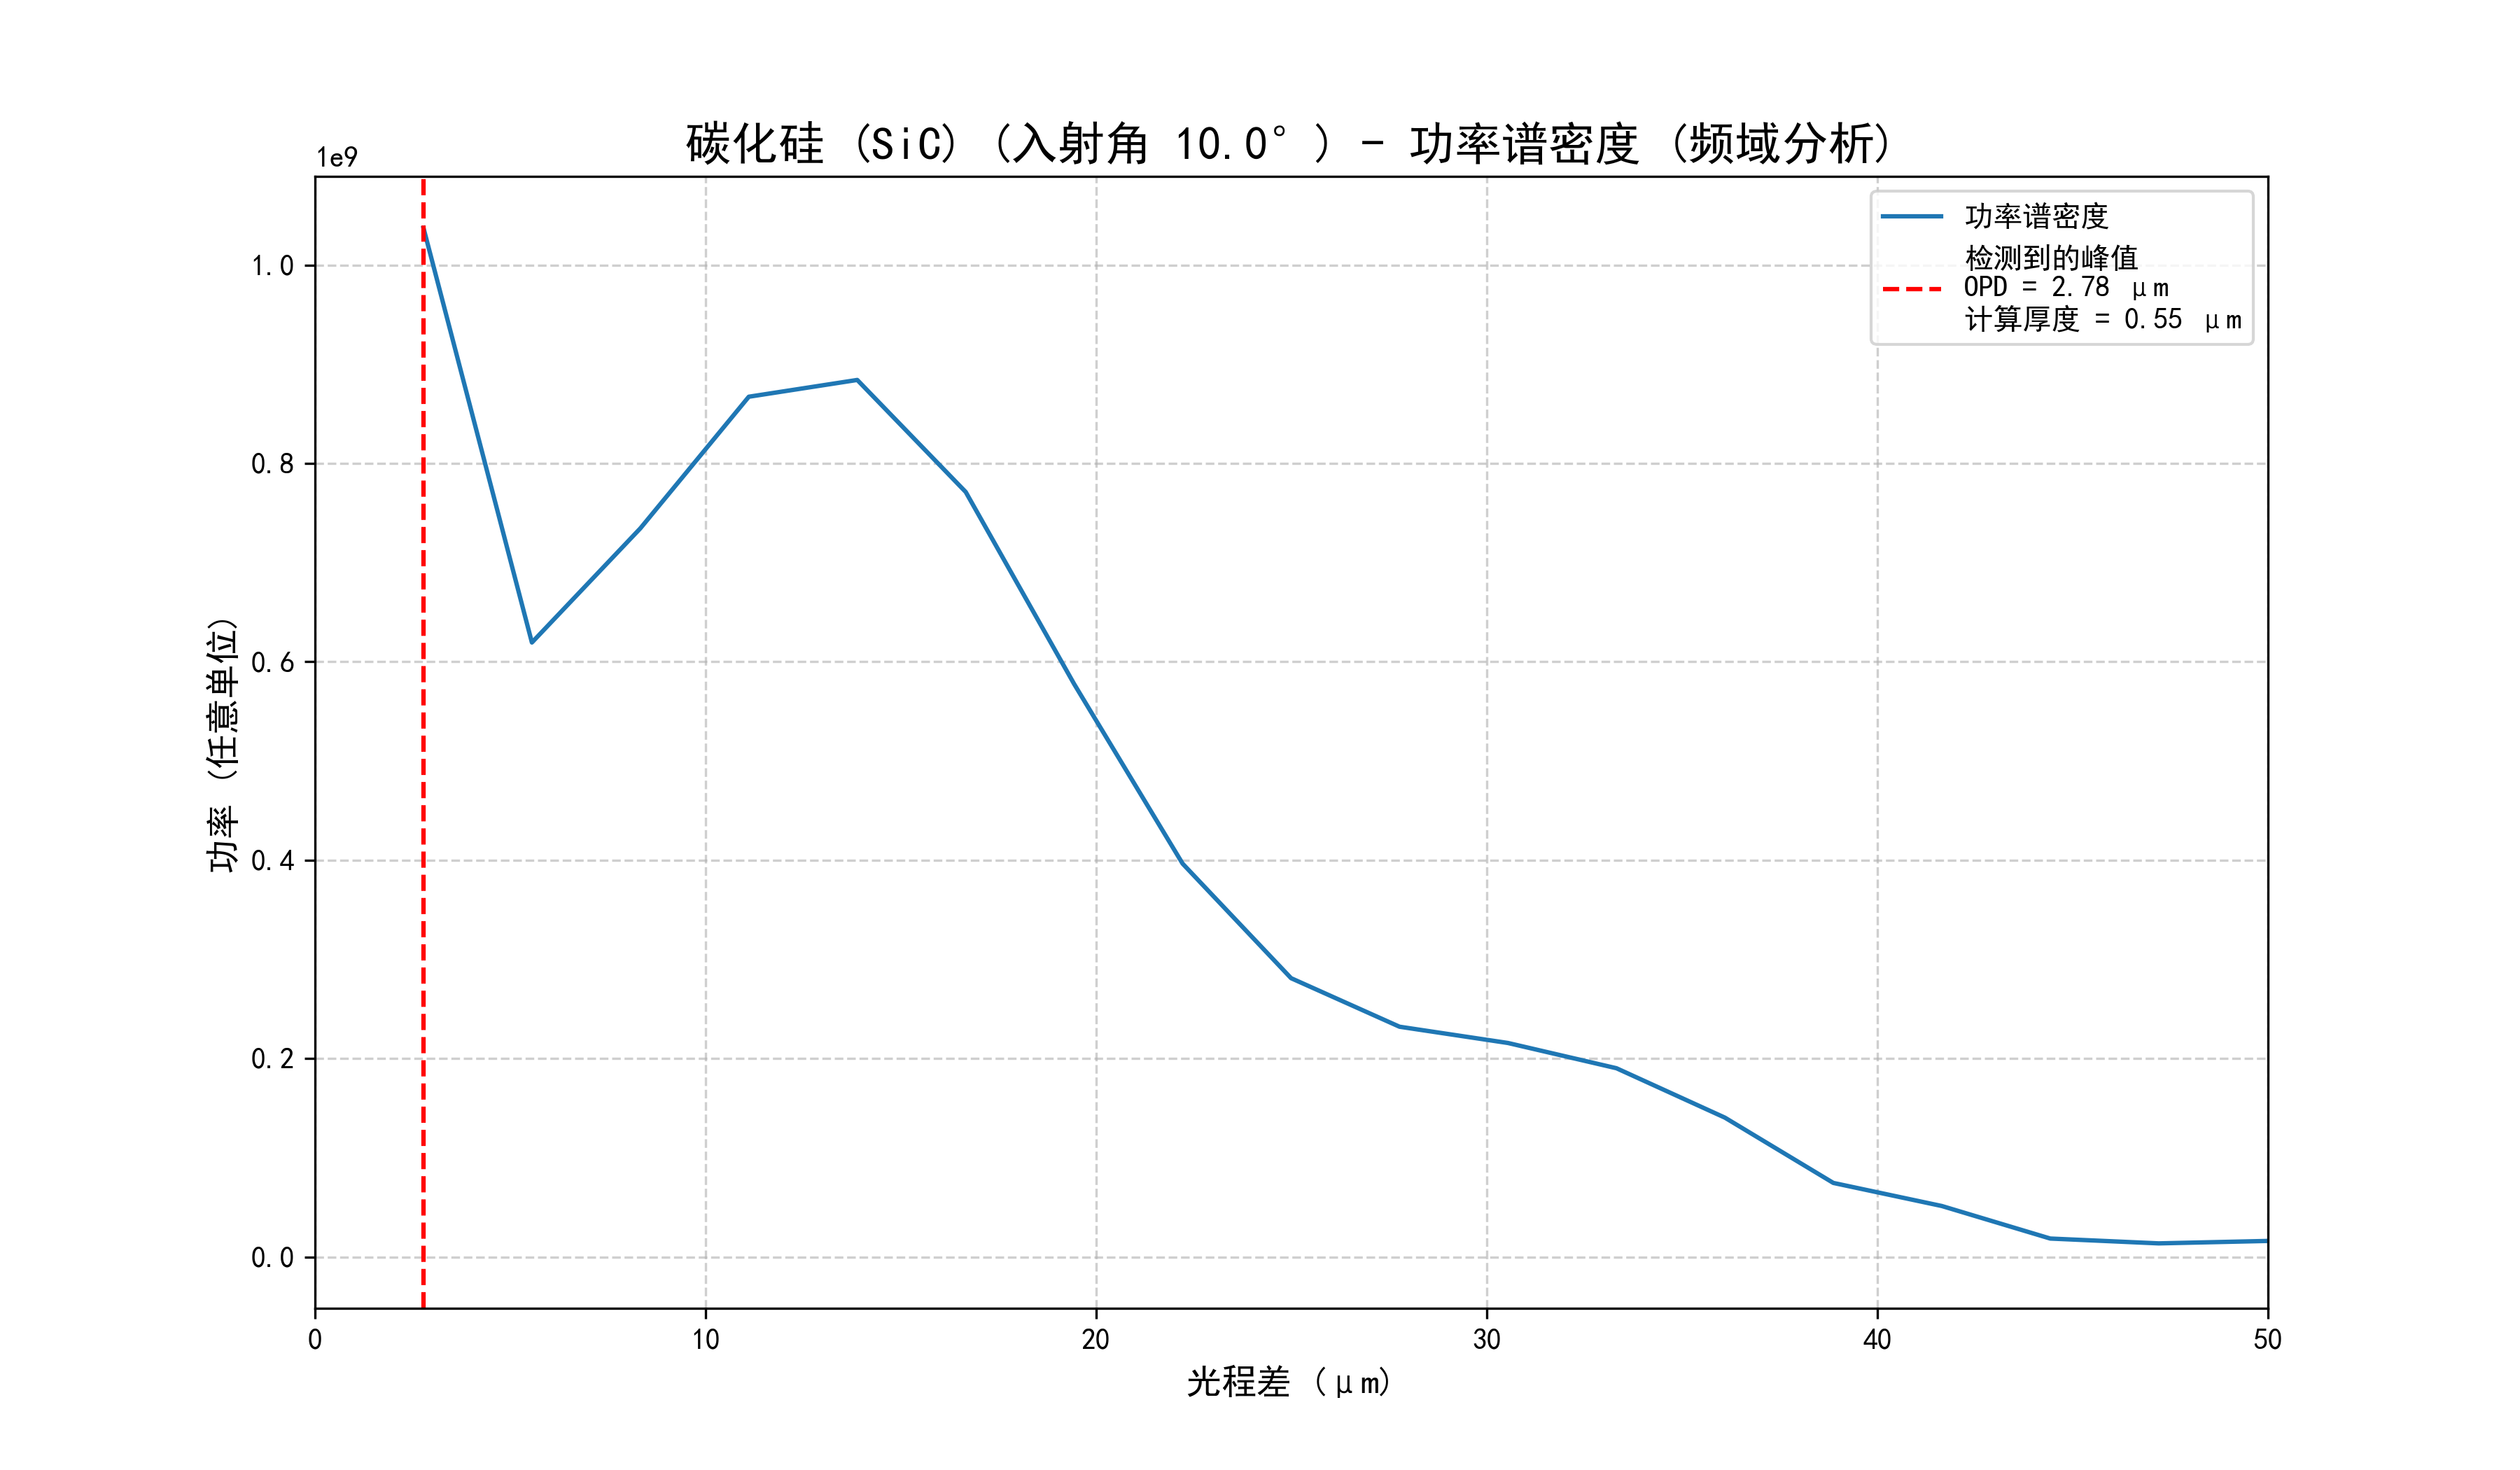 碳化硅 (SiC) (入射角 10.0°) - 功率谱密度 (频域分析)
1e9
功率谱密度
检测到的峰值
OPD = 2.78 μm
计算厚度 = 0.55 μm
1.0
0.8
0.6
0.4
0.2
0.0
功率 (任意单位)
0 10 20 30 40 50
光程差 (μm)